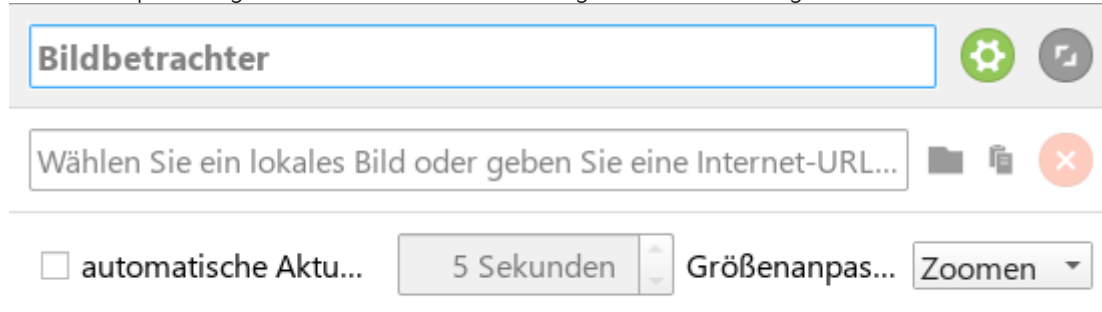 Bildbetrachter
Wählen Sie ein lokales Bild oder geben Sie eine Internet-URL...
automatische Aktu... 5 Sekunden Größenanpas... Zoomen